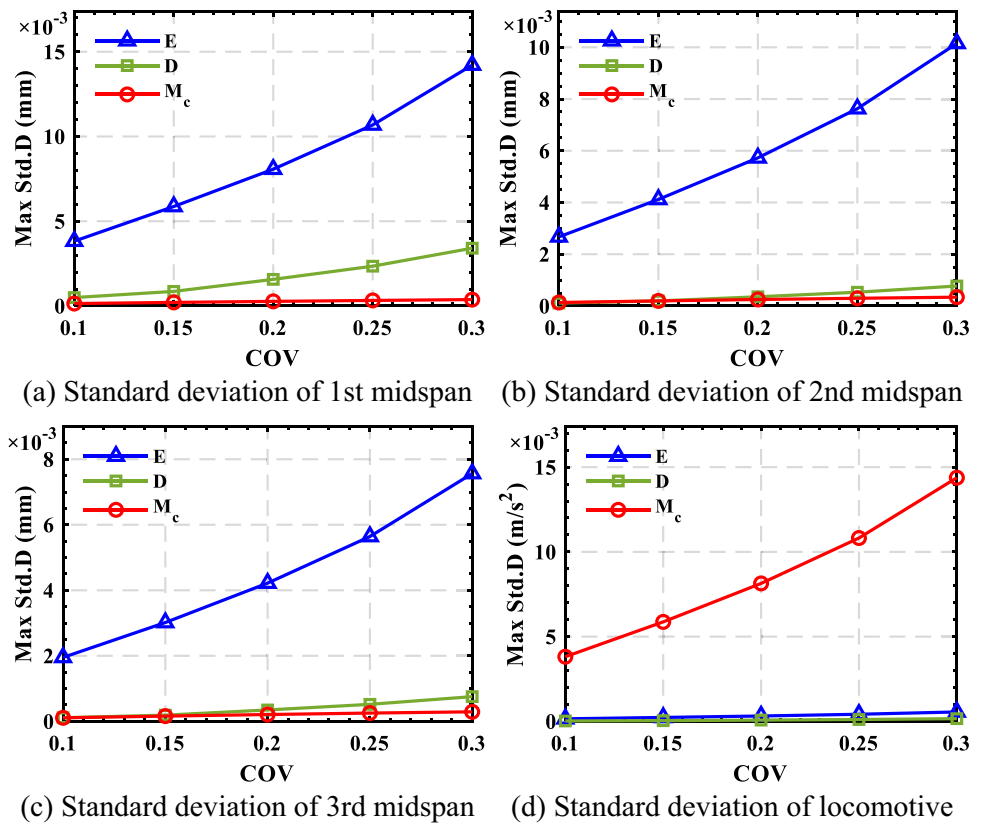 ×10⁻³
15
10
5
0
Max Std.D (mm)
E
D
M_c
0.1 0.15 0.2 0.25 0.3
COV
(a) Standard deviation of 1st midspan
×10⁻³
10
8
6
4
2
0
Max Std.D (mm)
E
D
M_c
0.1 0.15 0.2 0.25 0.3
COV
(b) Standard deviation of 2nd midspan
×10⁻³
8
6
4
2
0
Max Std.D (mm)
E
D
M_c
0.1 0.15 0.2 0.25 0.3
COV
(c) Standard deviation of 3rd midspan
×10⁻³
15
10
5
0
Max Std.D (m/s²)
E
D
M_c
0.1 0.15 0.2 0.25 0.3
COV
(d) Standard deviation of locomotive